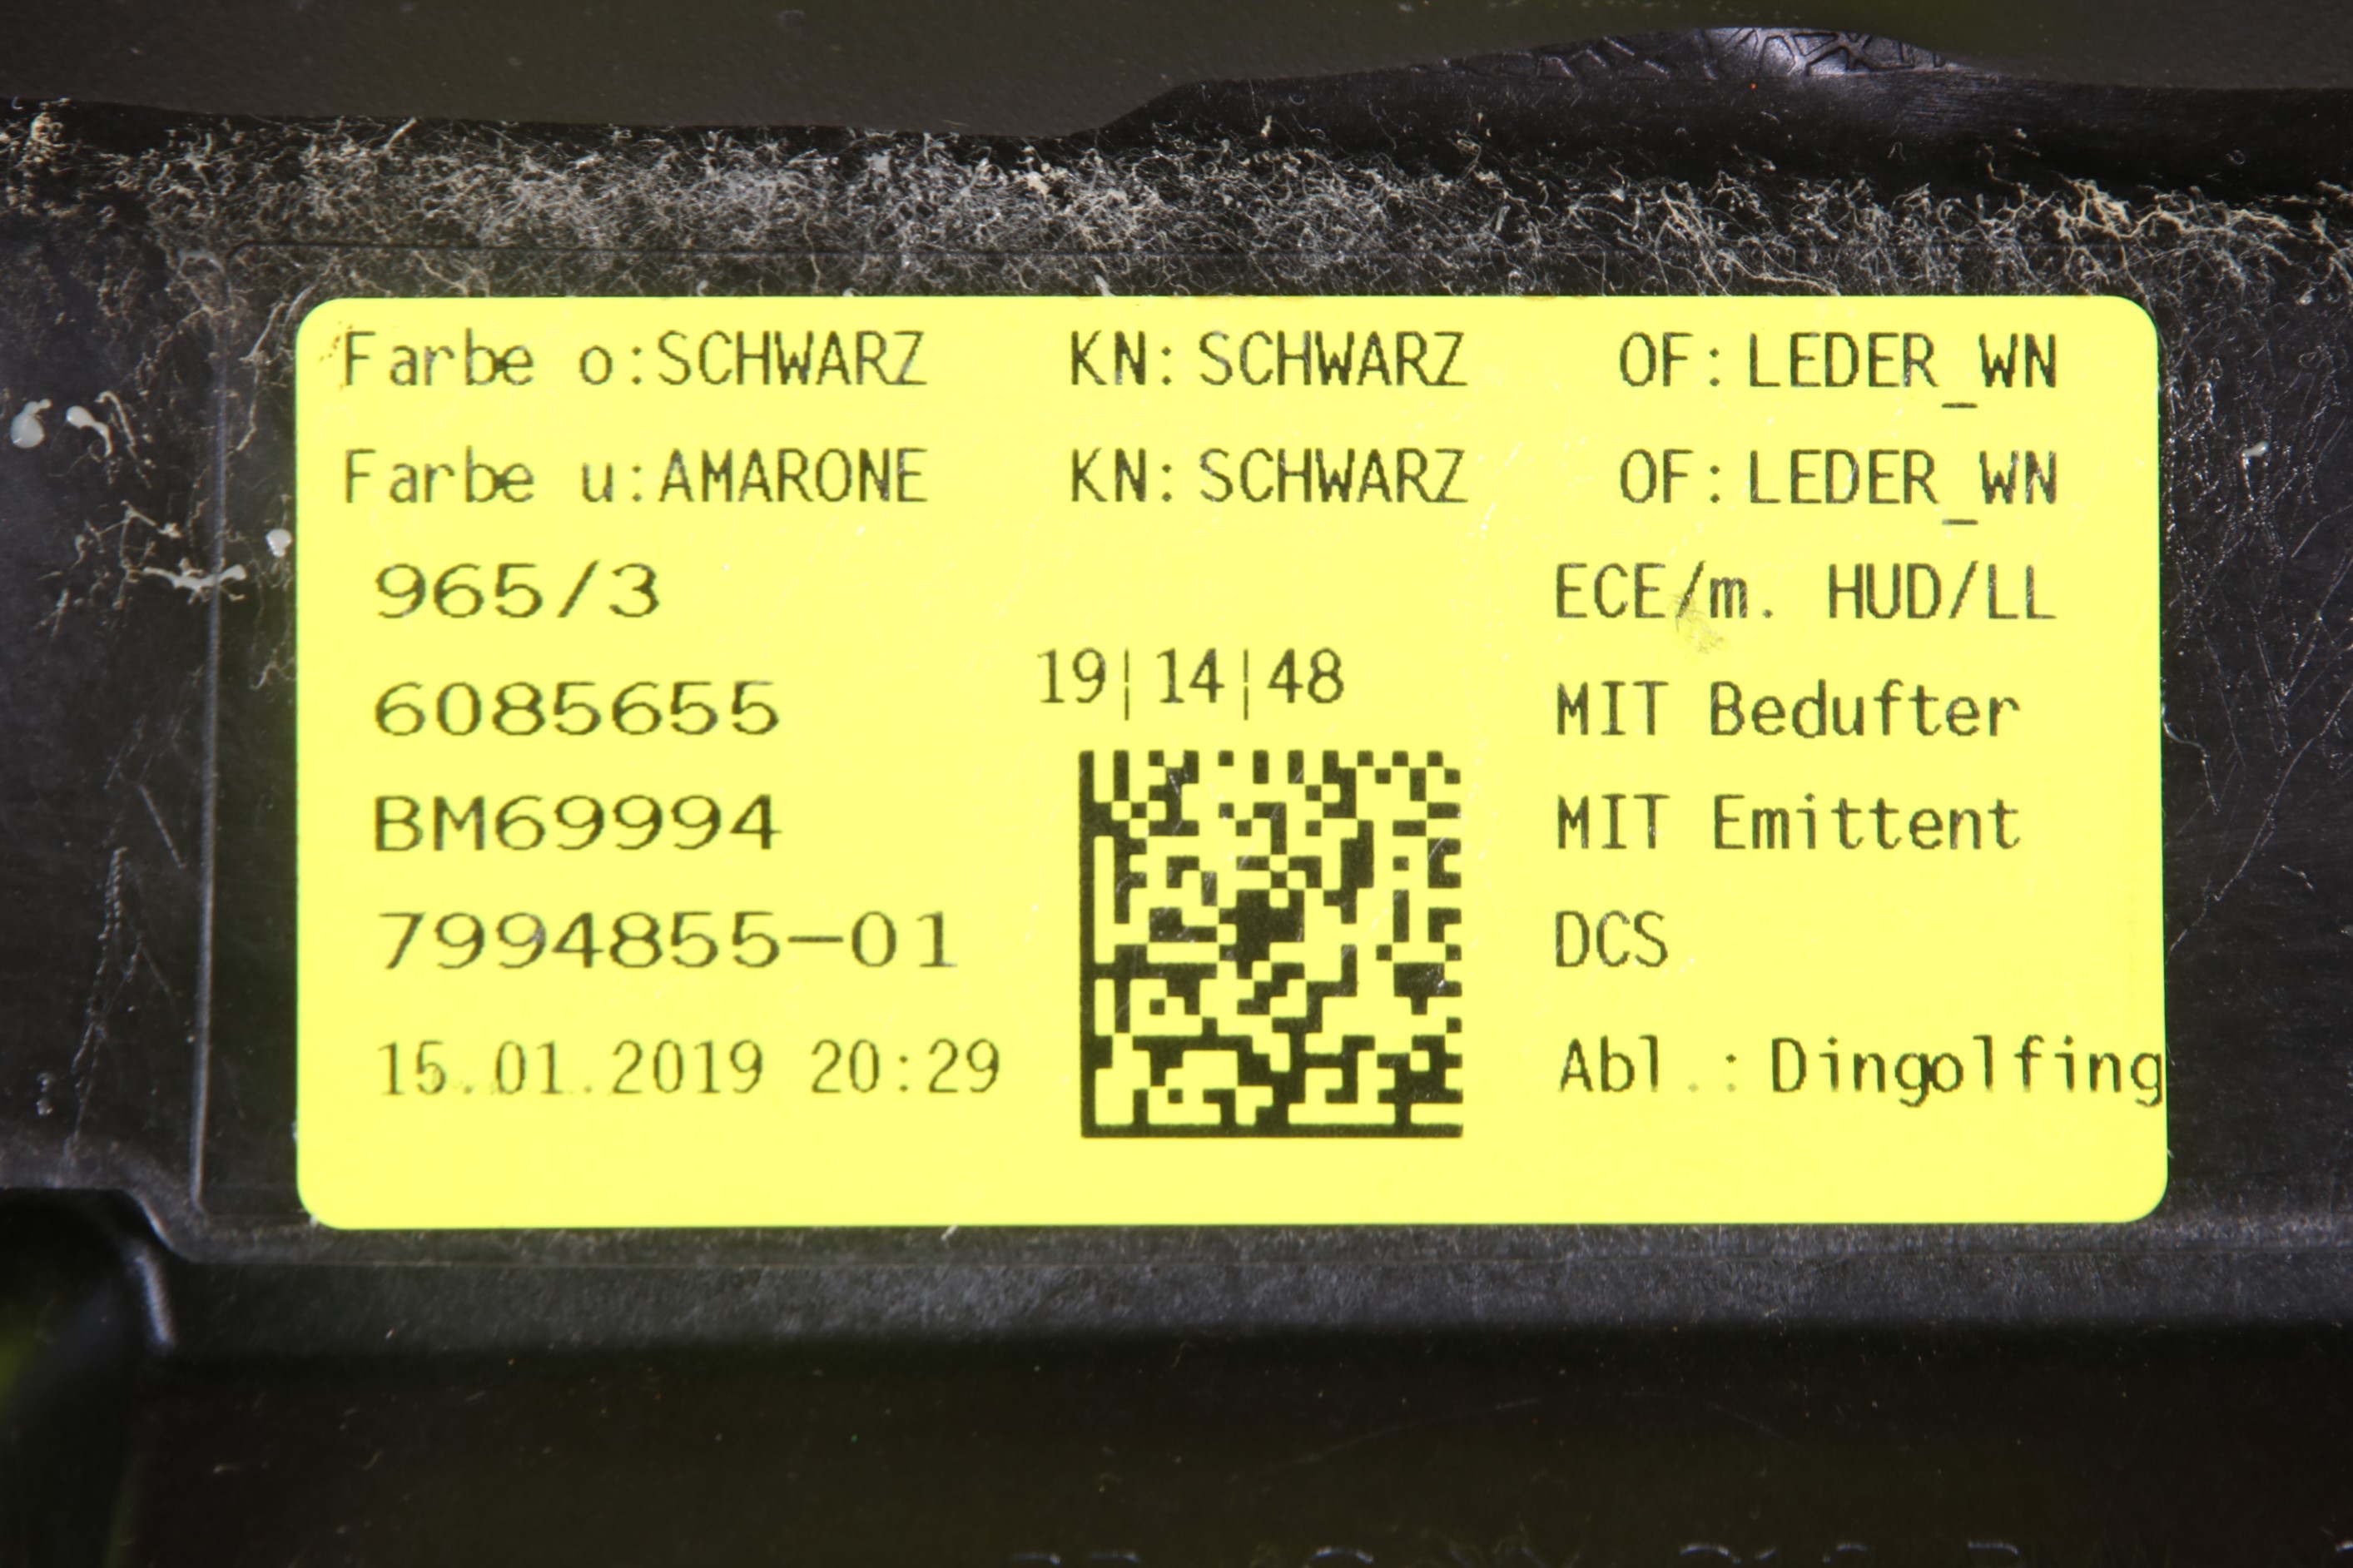 Farbe o:SCHWARZ KN:SCHWARZ OF:LEDER_WN
Farbe u:AMARONE KN:SCHWARZ OF:LEDER_WN
965/3 ECE/m. HUD/LL
19|14|48
6085655 MIT Bedufter
BM69994 MIT Emittent
7994855-01 DCS
15.01.2019 20:29 Abl.:Dingolfing